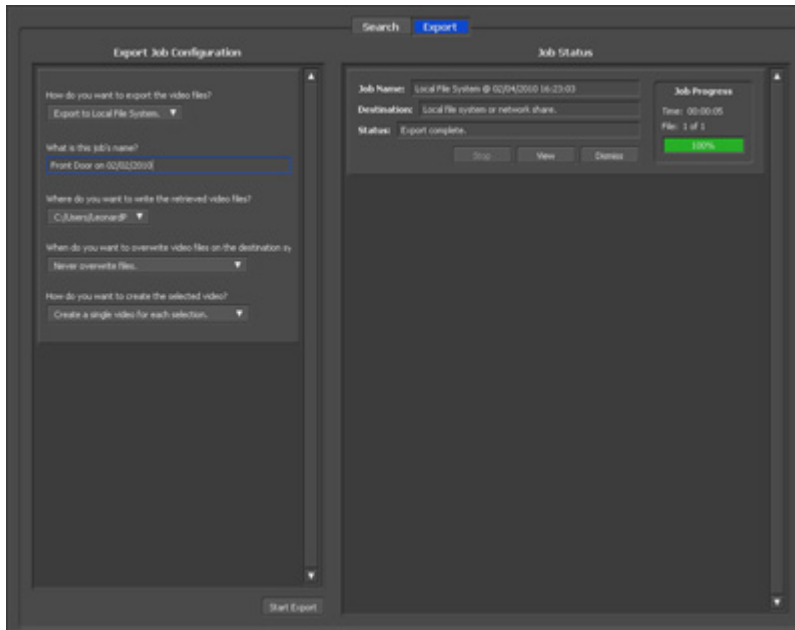 Search Export
Export Job Configuration
How do you want to export the video files?
Export to Local File System.
What is this job's name?
Front Door on 02/02/2010
Where do you want to write the retrieved video files?
C:/Users/LeonardP
When do you want to overwrite video files on the destination sy
Never overwrite files.
How do you want to create the selected video?
Create a single video for each selection.
Start Export
Job Status
Job Name: Local File System @ 02/04/2010 16:23:03
Destination: Local file system or network share.
Status: Export complete.
Stop View Dismiss
Job Progress
Time: 00:00:05
File: 1 of 1
100%